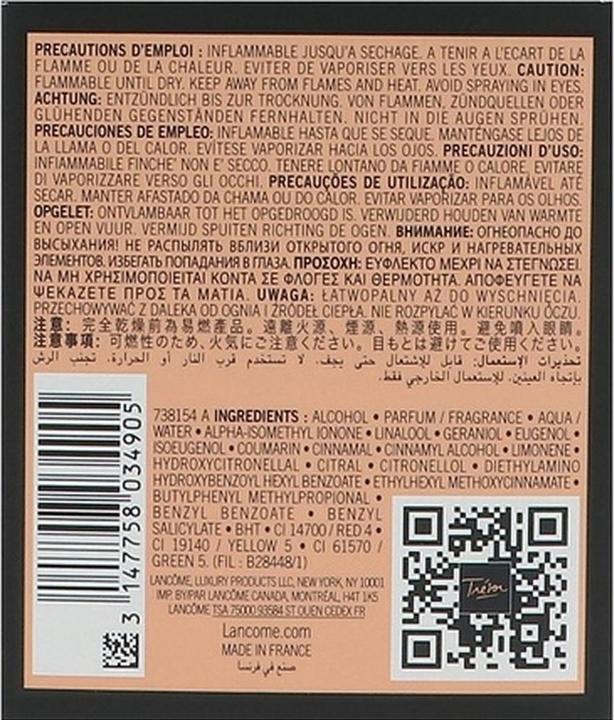 PRECAUTIONS D'EMPLOI : INFLAMMABLE JUSQU'A SECHAGE. A TENIR A L'ECART DE LA
FLAMME OU DE LA CHALEUR. EVITER DE VAPORISER VERS LES YEUX. CAUTION:
FLAMMABLE UNTIL DRY. KEEP AWAY FROM FLAMES AND HEAT. AVOID SPRAYING IN EYES.
ACHTUNG: ENTZÜNDLICH BIS ZUR TROCKNUNG. VON FLAMMEN, ZÜNDQUELLEN ODER
GLÜHENDEN GEGENSTÄNDEN FERNHALTEN. NICHT IN DIE AUGEN SPRÜHEN.
PRECAUCIONES DE EMPLEO: INFLAMABLE HASTA QUE SE SEQUE. MANTÉNGASE LEJOS DE
LA LLAMA O DEL CALOR. EVÍTESE VAPORIZAR HACIA LOS OJOS. PRECAUZIONI D'USO:
INFIAMMABILE FINCHE' NON E' SECCO. TENERE LONTANO DA FIAMME O CALORE. EVITARE
DI VAPORIZZARE VERSO GLI OCCHI. PRECAUÇÕES DE UTILIZAÇÃO: INFLAMÁVEL ATÉ
SECAR. MANTER AFASTADO DA CHAMA OU DO CALOR. EVITAR VAPORIZAR PARA OS OLHOS.
OPGELET: ONTVLAMBAAR TOT HET OPGEDROOGD IS. VERWIJDERD HOUDEN VAN WARMTE
EN OPEN VUUR. VERMIJD SPUITEN RICHTING DE OGEN. ВНИМАНИЕ: ОГНЕОПАСНО ДО
ВЫСЫХАНИЯ! НЕ РАСПЫЛЯТЬ ВБЛИЗИ ОТКРЫТОГО ОГНЯ, ИСКР И НАГРЕВАТЕЛЬНЫХ
ЭЛЕМЕНТОВ. ИЗБЕГАТЬ ПОПАДАНИЯ В ГЛАЗА. ΠΡΟΣΟΧΗ: ΕΥΦΛΕΚΤΟ ΜΕΧΡΙ ΝΑ ΣΤΕΓΝΩΣΕΙ.
ΝΑ ΜΗ ΧΡΗΣΙΜΟΠΟΙΕΙΤΑΙ ΚΟΝΤΑ ΣΕ ΦΛΟΓΕΣ ΚΑΙ ΘΕΡΜΟΤΗΤΑ. ΑΠΟΦΕΥΓΕΤΕ ΝΑ
ΨΕΚΑΖΕΤΕ ΠΡΟΣ ΤΑ ΜΑΤΙΑ. UWAGA: ŁATWOPALNY AŻ DO WYSCHNIĘCIA.
PRZECHOWYWAĆ Z DALEKA OD OGNIA I ŹRÓDEŁ CIEPŁA. NIE ROZPYLAĆ W KIERUNKU OCZU.
注意: 完全乾燥前為易燃產品。遠離火源、煙源、熱源使用。避免噴入眼睛。
注意事項: 可燃性のため、火気にご注意ください。目もとは避けてご使用ください。
تحذيرات الإستعمال: قابل للإشتعال حتى يجف. لا تستخدم قرب النار أو الحرارة. تجنب الرش
بإتجاه العينين. للإستعمال الخارجي فقط.
738154 A INGREDIENTS : ALCOHOL • PARFUM / FRAGRANCE • AQUA /
WATER • ALPHA-ISOMETHYL IONONE • LINALOOL • GERANIOL • EUGENOL •
ISOEUGENOL • COUMARIN • CINNAMAL • CINNAMYL ALCOHOL • LIMONENE •
HYDROXYCITRONELLAL • CITRAL • CITRONELLOL • DIETHYLAMINO
HYDROXYBENZOYL HEXYL BENZOATE • ETHYLHEXYL METHOXYCINNAMATE •
BUTYLPHENYL METHYLPROPIONAL •
BENZYL BENZOATE • BENZYL
SALICYLATE • BHT • CI 14700 / RED 4 •
CI 19140 / YELLOW 5 • CI 61570 /
GREEN 5. (FIL : B28448/1)
LANCÔME, LUXURY PRODUCTS LLC, NEW YORK, NY 10001
IMP. BY/PAR LANCÔME CANADA, MONTRÉAL, H4T 1K5
LANCÔME TSA 75000 93584 ST OUEN CEDEX FR
Lancome.com
MADE IN FRANCE
صنع في فرنسا
3 147758 034905
Trésor